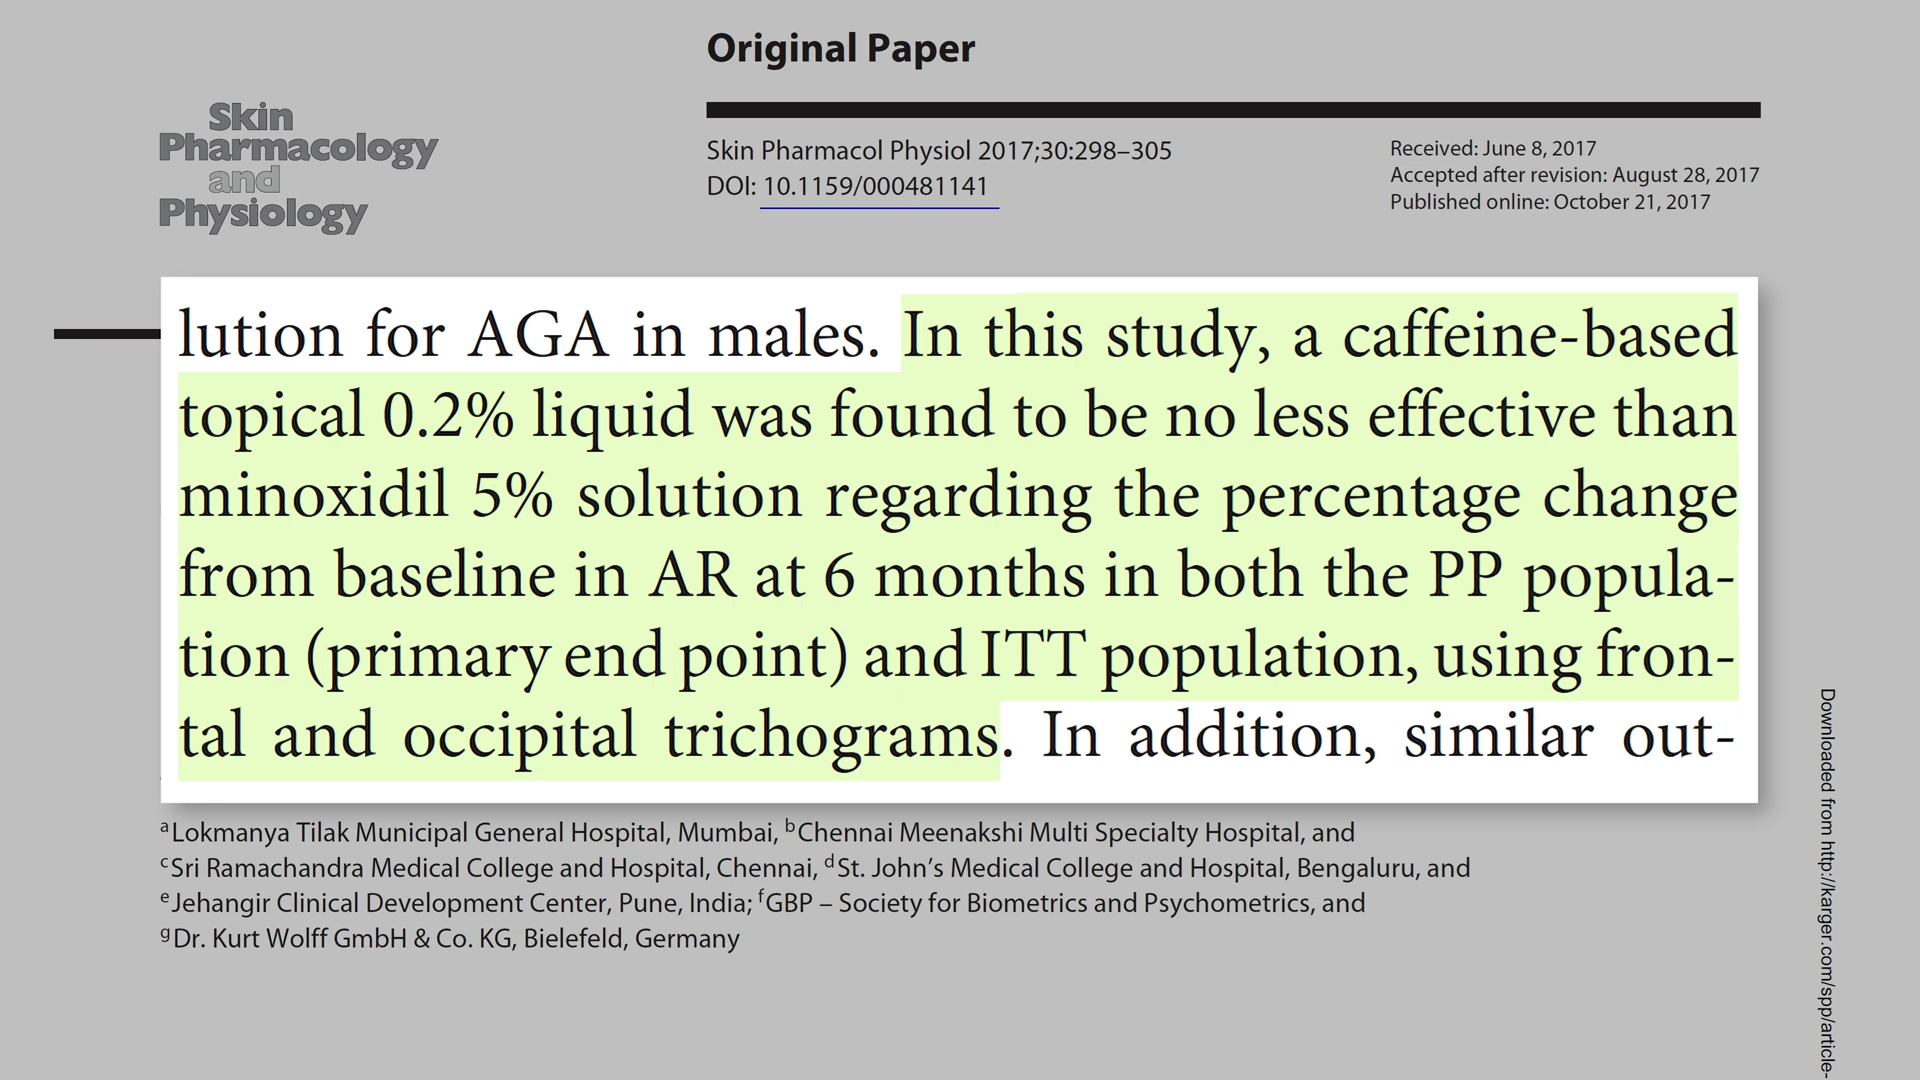 Original Paper
Skin
Pharmacology
and
Physiology
Skin Pharmacol Physiol 2017;30:298–305
DOI: 10.1159/000481141
Received: June 8, 2017
Accepted after revision: August 28, 2017
Published online: October 21, 2017
lution for AGA in males. In this study, a caffeine-based
topical 0.2% liquid was found to be no less effective than
minoxidil 5% solution regarding the percentage change
from baseline in AR at 6 months in both the PP popula-
tion (primary end point) and ITT population, using fron-
tal and occipital trichograms. In addition, similar out-
a Lokmanya Tilak Municipal General Hospital, Mumbai, b Chennai Meenakshi Multi Specialty Hospital, and
c Sri Ramachandra Medical College and Hospital, Chennai, d St. John’s Medical College and Hospital, Bengaluru, and
e Jehangir Clinical Development Center, Pune, India; f GBP – Society for Biometrics and Psychometrics, and
g Dr. Kurt Wolff GmbH & Co. KG, Bielefeld, Germany
Downloaded from http://karger.com/spp/article-